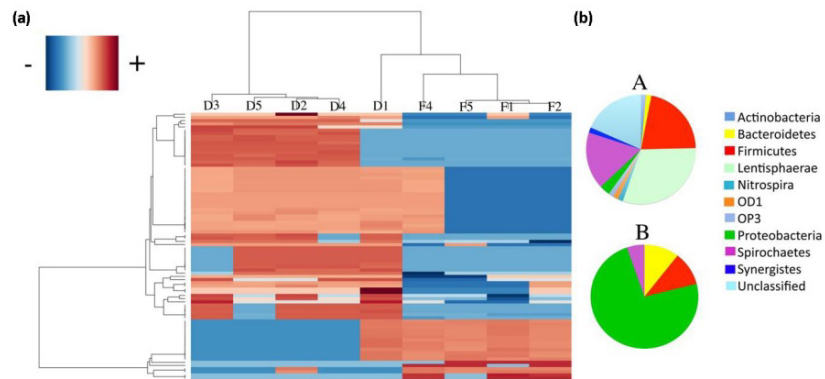 (a)
(b)
- +
D3 D5 D2 D4 D1 F4 F5 F1 F2
A
B
Actinobacteria
Bacteroidetes
Firmicutes
Lentisphaerae
Nitrospira
OD1
OP3
Proteobacteria
Spirochaetes
Synergistes
Unclassified